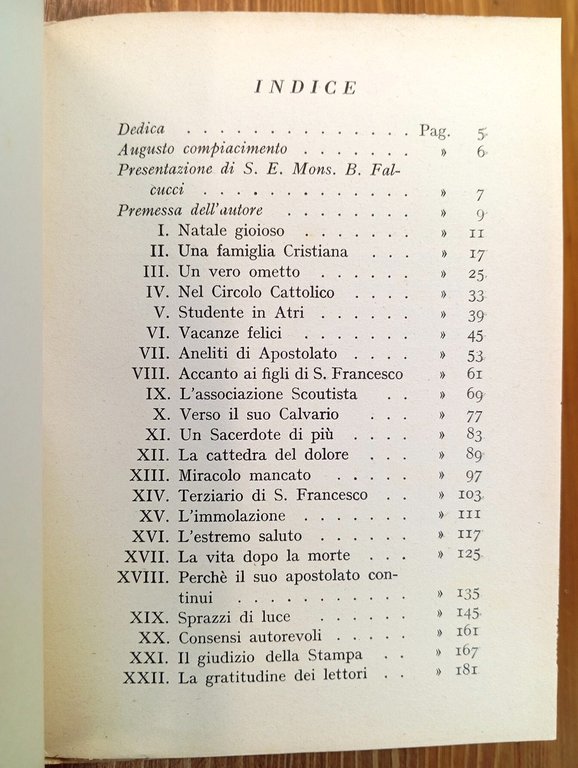 INDICE
Dedica . . . . . . . . . . . . . . Pag. 5
Augusto compiacimento . . . . . . . » 6
Presentazione di S. E. Mons. B. Fal-
cucci . . . . . . . . . . . . . » 7
Premessa dell'autore . . . . . . . . » 9
I. Natale gioioso . . . . . . . » 11
II. Una famiglia Cristiana . . . » 17
III. Un vero ometto . . . . . . » 25
IV. Nel Circolo Cattolico . . . . » 33
V. Studente in Atri . . . . . . » 39
VI. Vacanze felici . . . . . . . » 45
VII. Aneliti di Apostolato . . . . » 53
VIII. Accanto ai figli di S. Francesco » 61
IX. L'associazione Scoutista . . » 69
X. Verso il suo Calvario . . . » 77
XI. Un Sacerdote di più . . . . » 83
XII. La cattedra del dolore . . . » 89
XIII. Miracolo mancato . . . . . » 97
XIV. Terziario di S. Francesco . . » 103
XV. L'immolazione . . . . . . » 111
XVI. L'estremo saluto . . . . . » 117
XVII. La vita dopo la morte . . . » 125
XVIII. Perchè il suo apostolato con-
tinui . . . . . . . . . . » 135
XIX. Sprazzi di luce . . . . . . » 145
XX. Consensi autorevoli . . . . . » 161
XXI. Il giudizio della Stampa . . » 167
XXII. La gratitudine dei lettori . . » 181